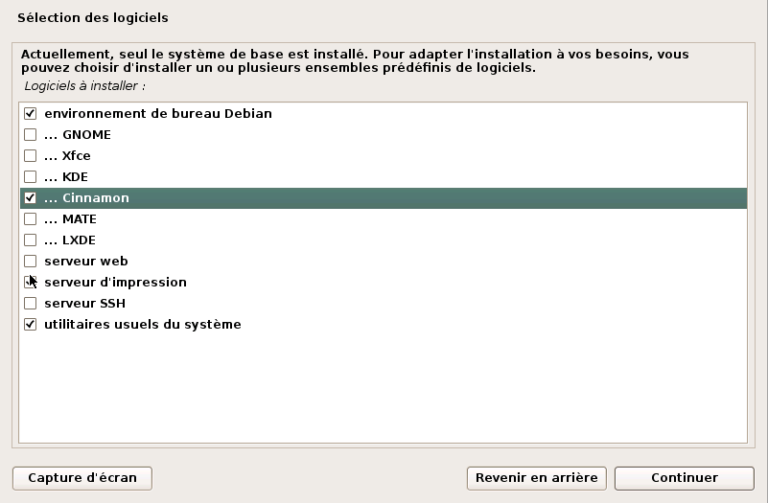 Sélection des logiciels
Actuellement, seul le système de base est installé. Pour adapter l'installation à vos besoins, vous
pouvez choisir d'installer un ou plusieurs ensembles prédéfinis de logiciels.
Logiciels à installer :
environnement de bureau Debian
... GNOME
... Xfce
... KDE
... Cinnamon
... MATE
... LXDE
serveur web
serveur d'impression
serveur SSH
utilitaires usuels du système
Capture d'écran
Revenir en arrière
Continuer